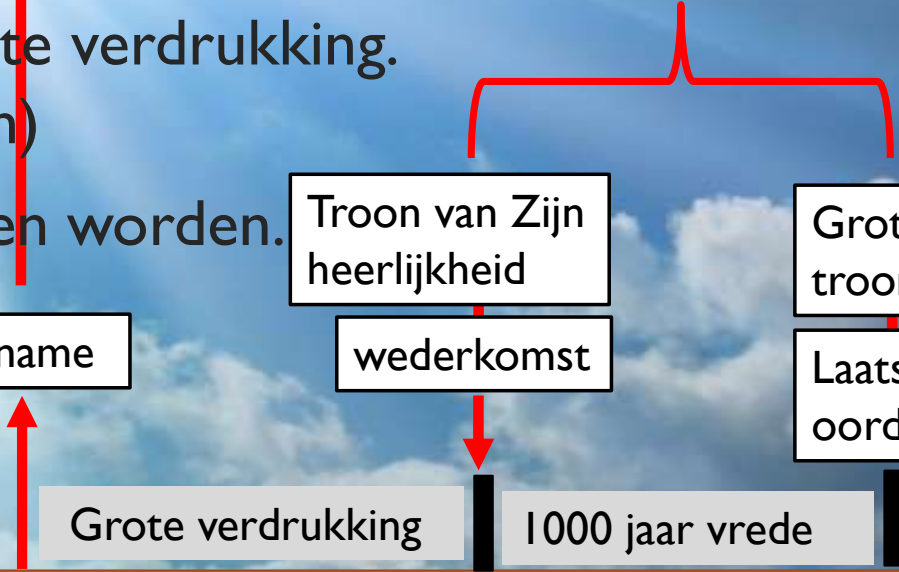 te verdrukking.
n)
en worden.
Troon van Zijn
heerlijkheid
Grot
troon
name
wederkomst
Laats
oord
Grote verdrukking
1000 jaar vrede